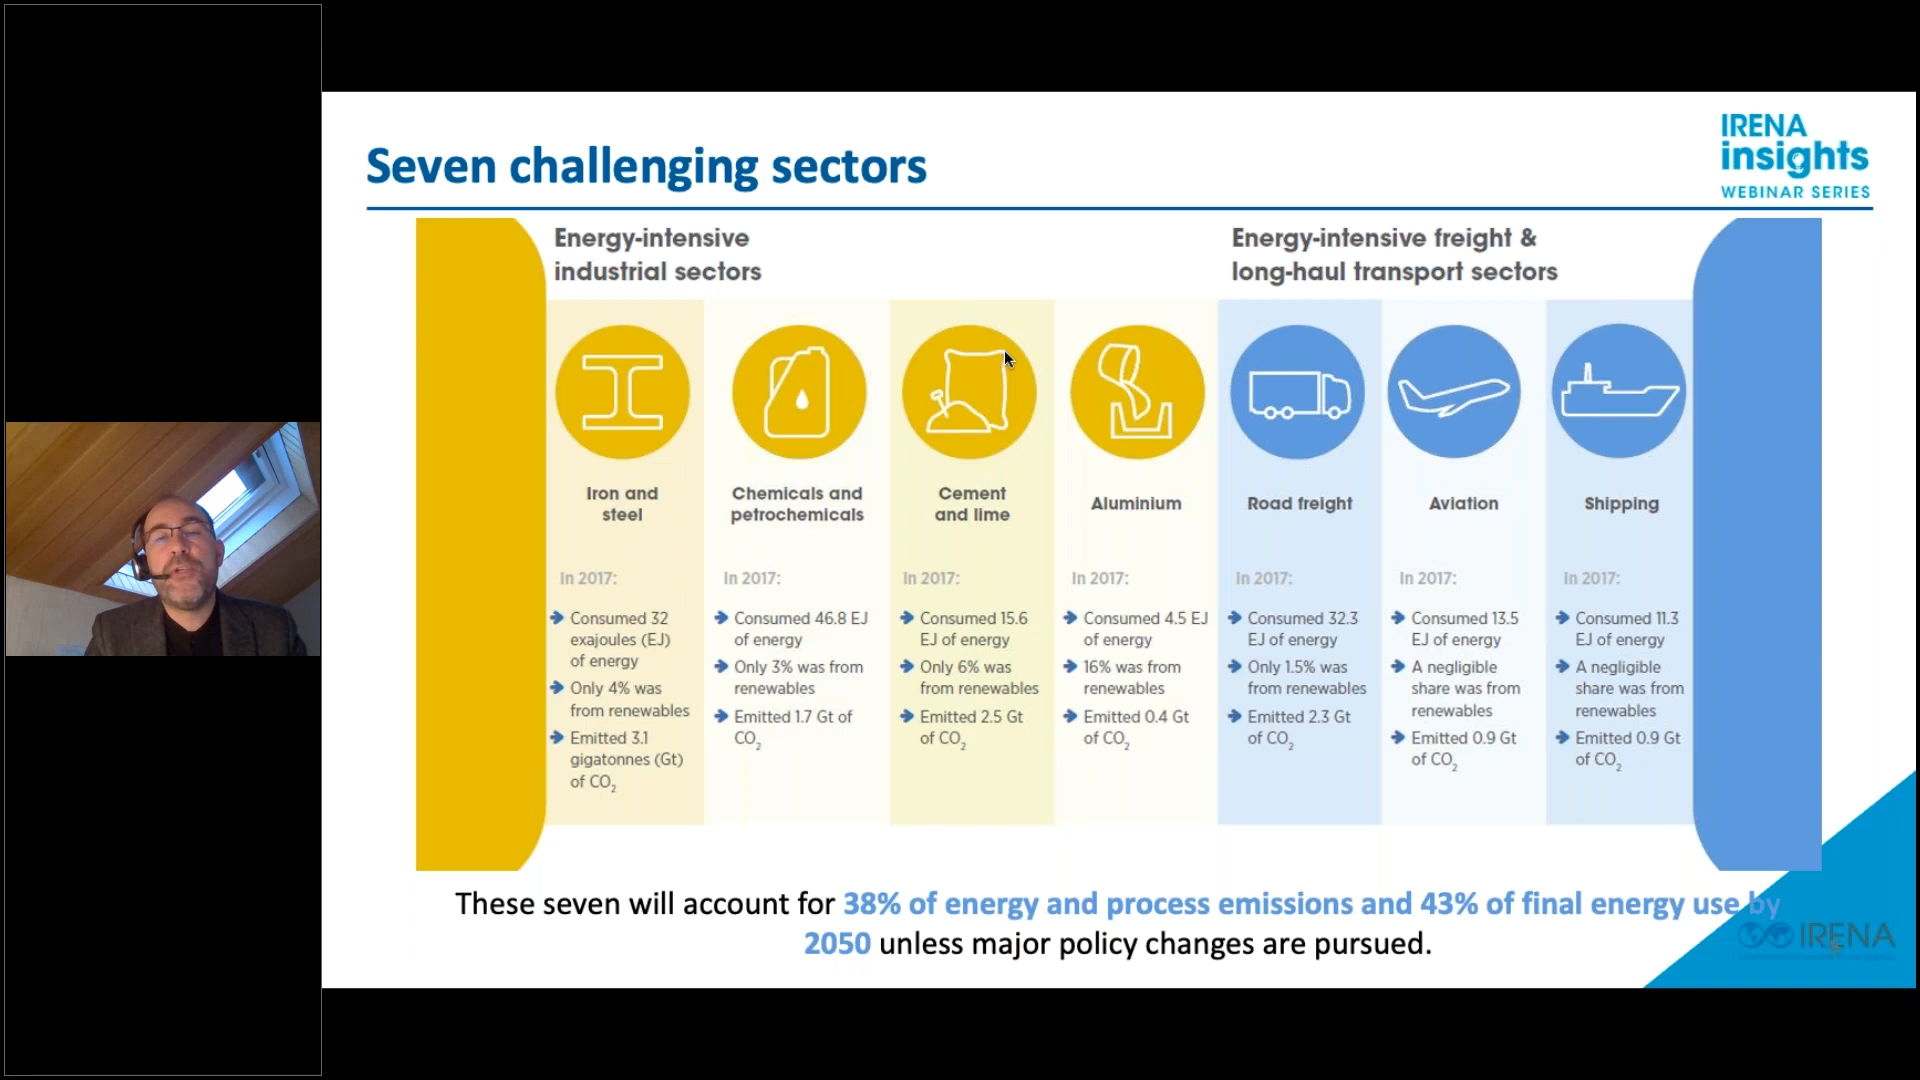 Seven challenging sectors
IRENA
insights
WEBINAR SERIES
Energy-intensive
industrial sectors
Energy-intensive freight &
long-haul transport sectors
Iron and
steel
In 2017:
Consumed 32
exajoules (EJ)
of energy
Only 4% was
from renewables
Emitted 3.1
gigatonnes (Gt)
of CO2
Chemicals and
petrochemicals
In 2017:
Consumed 46.8 EJ
of energy
Only 3% was from
renewables
Emitted 1.7 Gt of
CO2
Cement
and lime
In 2017:
Consumed 15.6
EJ of energy
Only 6% was
from renewables
Emitted 2.5 Gt
of CO2
Aluminium
In 2017:
Consumed 4.5 EJ
of energy
16% was from
renewables
Emitted 0.4 Gt
of CO2
Road freight
In 2017:
Consumed 32.3
EJ of energy
Only 1.5% was
from renewables
Emitted 2.3 Gt
of CO2
Aviation
In 2017:
Consumed 13.5
EJ of energy
A negligible
share was from
renewables
Emitted 0.9 Gt
of CO2
Shipping
In 2017:
Consumed 11.3
EJ of energy
A negligible
share was from
renewables
Emitted 0.9 Gt
of CO2
These seven will account for 38% of energy and process emissions and 43% of final energy use by
2050 unless major policy changes are pursued.
IRENA